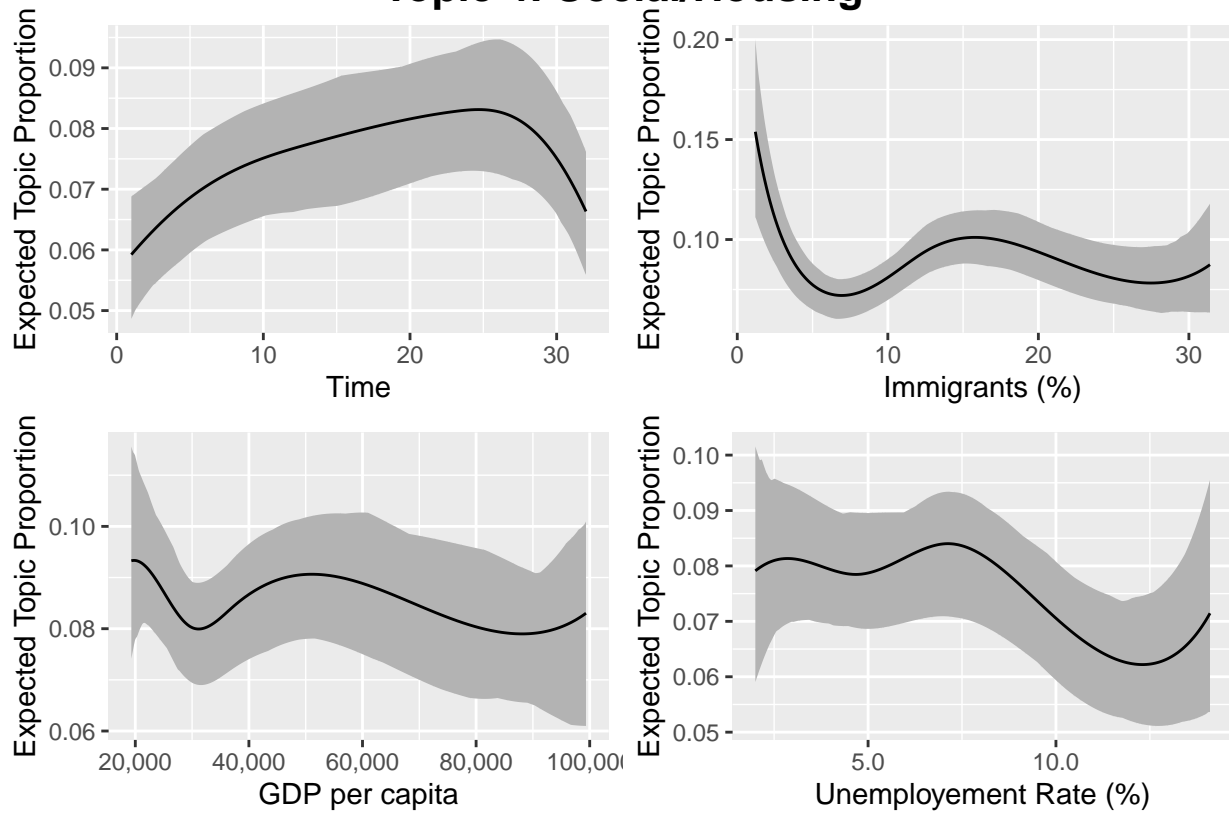 Topic 4: Social/Housing
Expected Topic Proportion
0.09
0.08
0.07
0.06
0.05
0 10 20 30
Time
Expected Topic Proportion
0.20
0.15
0.10
0 10 20 30
Immigrants (%)
Expected Topic Proportion
0.10
0.08
0.06
20,000 40,000 60,000 80,000 100,00
GDP per capita
Expected Topic Proportion
0.10
0.09
0.08
0.07
0.06
0.05
5.0 10.0
Unemployement Rate (%)